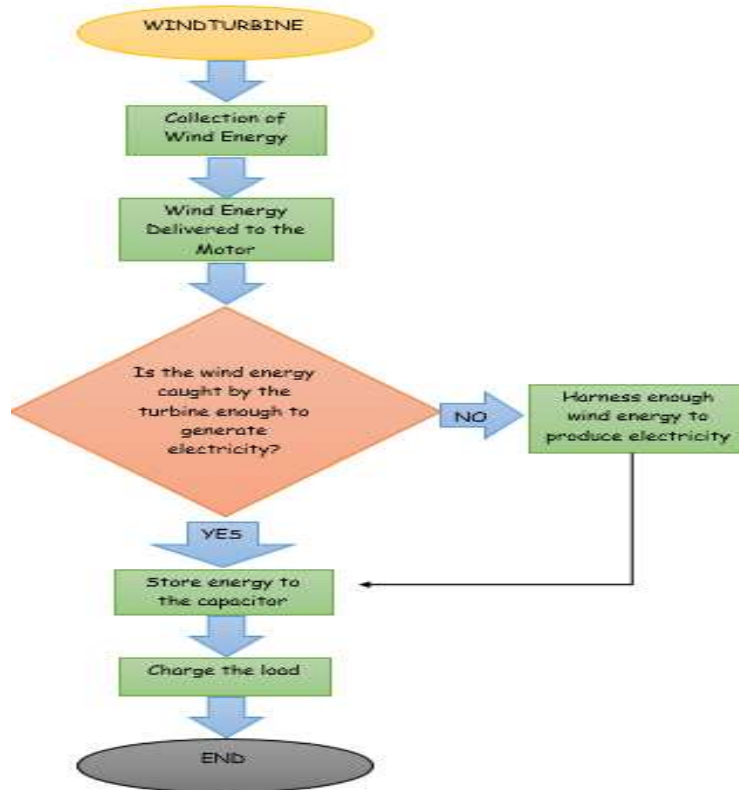 WINDTURBINE
Collection of
Wind Energy
Wind Energy
Delivered to the
Motor
Is the wind energy
caught by the
turbine enough to
generate
electricity?
NO
Harness enough
wind energy to
produce electricity
YES
Store energy to
the capacitor
Charge the load
END